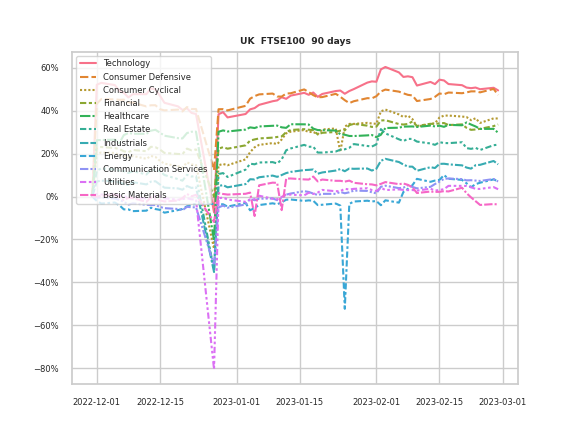 UK  FTSE100  90 days
Technology
Consumer Defensive
Consumer Cyclical
Financial
Healthcare
Real Estate
Industrials
Energy
Communication Services
Utilities
Basic Materials
60%
40%
20%
0%
−20%
−40%
−60%
−80%
2022-12-01 2022-12-15 2023-01-01 2023-01-15 2023-02-01 2023-02-15 2023-03-01